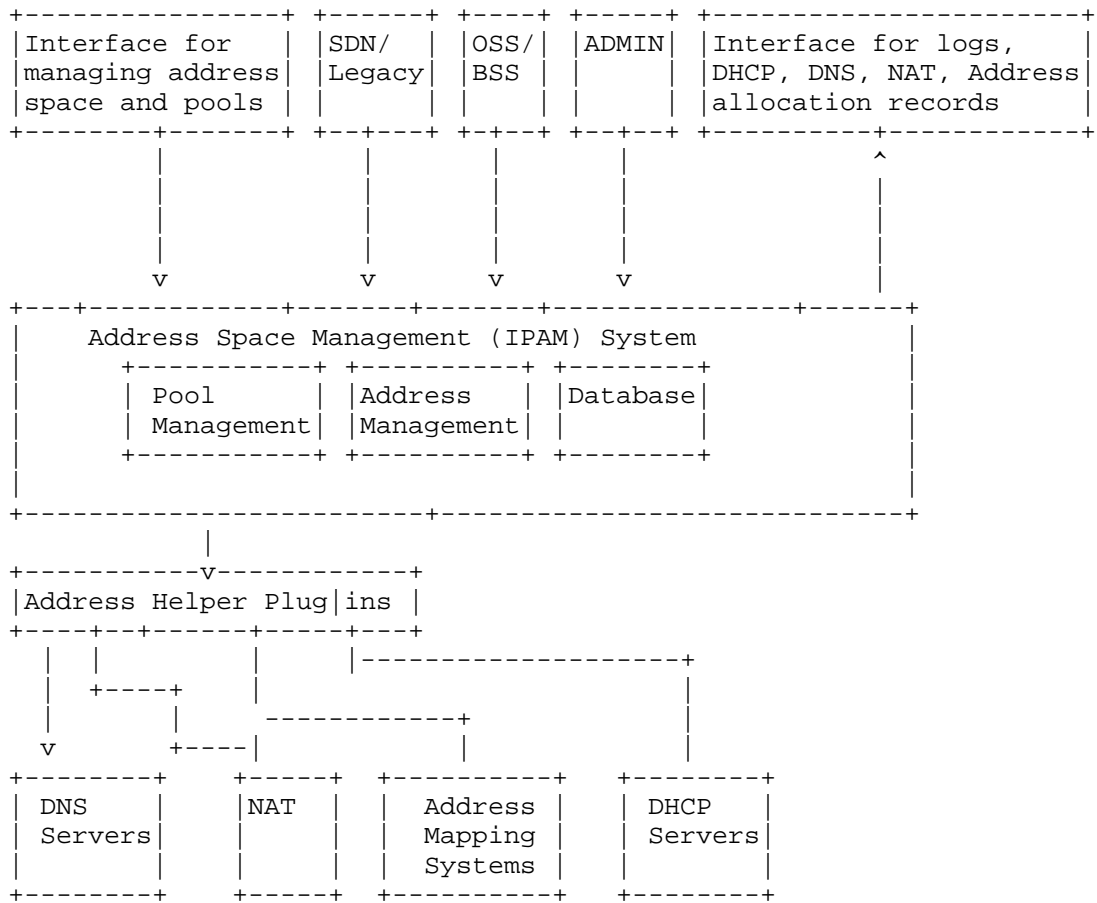 Interface for SDN/ OSS/ ADMIN Interface for logs,
managing address Legacy BSS DHCP, DNS, NAT, Address
space and pools allocation records
Address Space Management (IPAM) System
Pool Address Database
Management Management
Address Helper Plug|ins
DNS NAT Address DHCP
Servers Mapping Servers
Systems